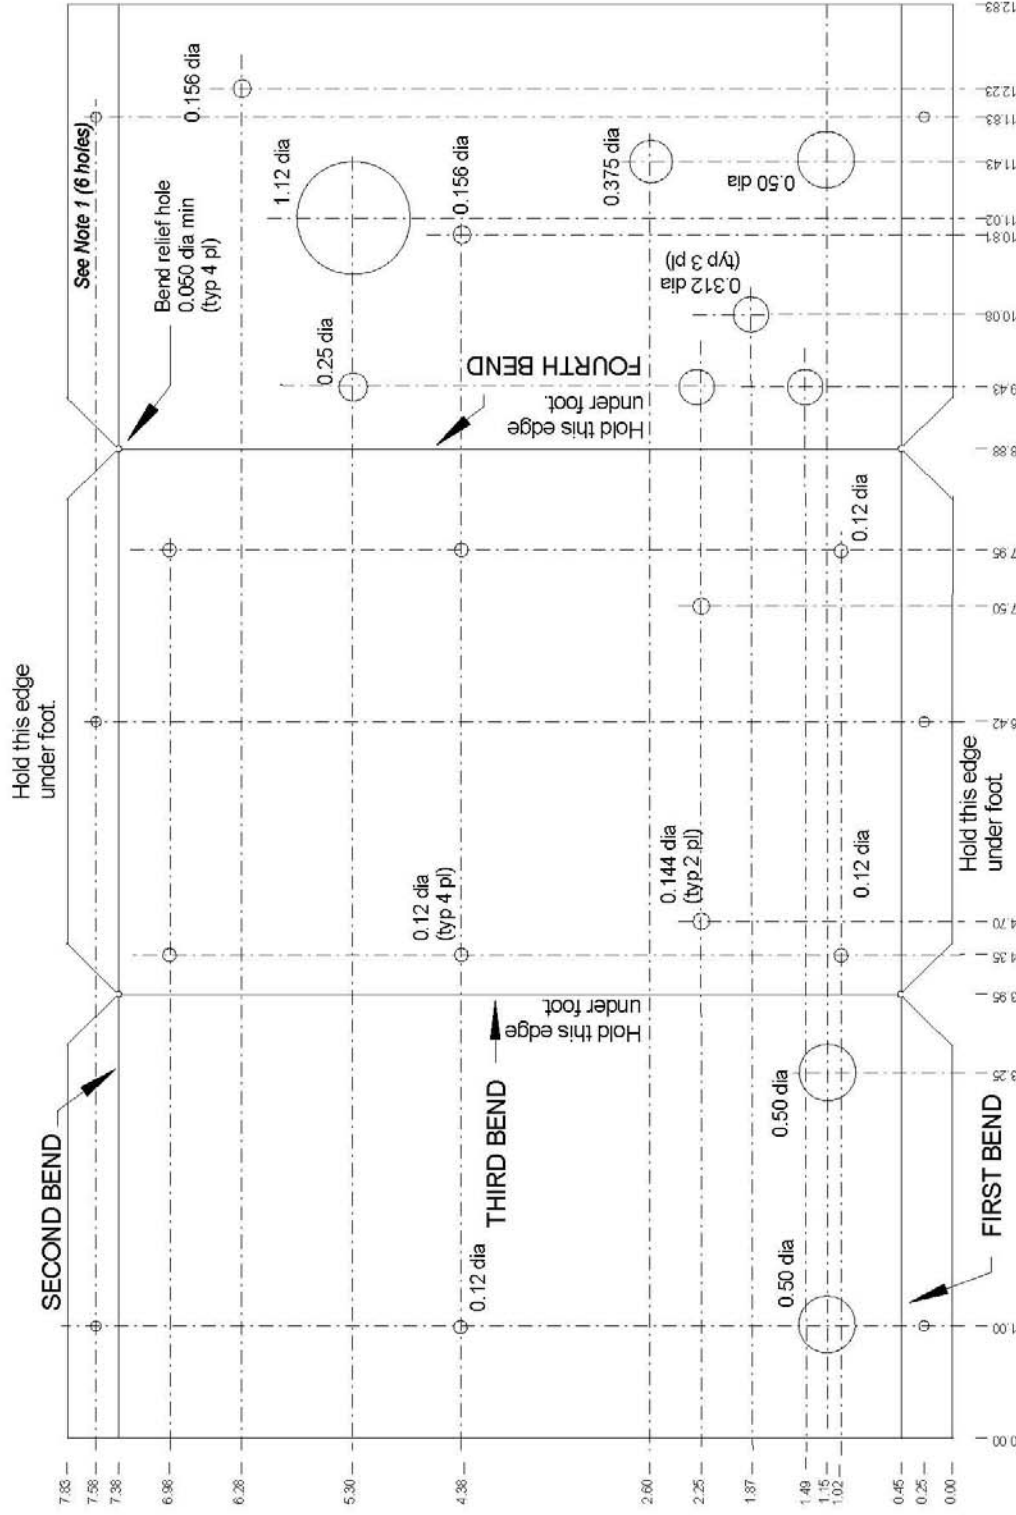 Hold this edge
under foot.
SECOND BEND
See Note 1 (6 holes)
Bend relief hole
0.050 dia min
(typ 4 pl)
0.156 dia
1.12 dia
0.25 dia
0.156 dia
FOURTH BEND
Hold this edge
under foot.
0.375 dia
0.50 dia
0.312 dia
(typ 3 pl)
0.12 dia
(typ 4 pl)
0.144 dia
(typ 2 pl)
0.12 dia
0.12 dia
THIRD BEND
Hold this edge
under foot.
0.12 dia
0.50 dia
0.50 dia
FIRST BEND
Hold this edge
under foot
7.83
7.58
7.38
6.98
6.28
5.30
4.38
2.60
2.25
1.87
1.49
1.15
1.02
0.45
0.25
0.00
0.00
1.00
3.25
3.95
4.35
4.70
6.42
7.50
7.95
8.88
9.43
10.08
10.81
11.02
11.43
11.83
12.23
12.83